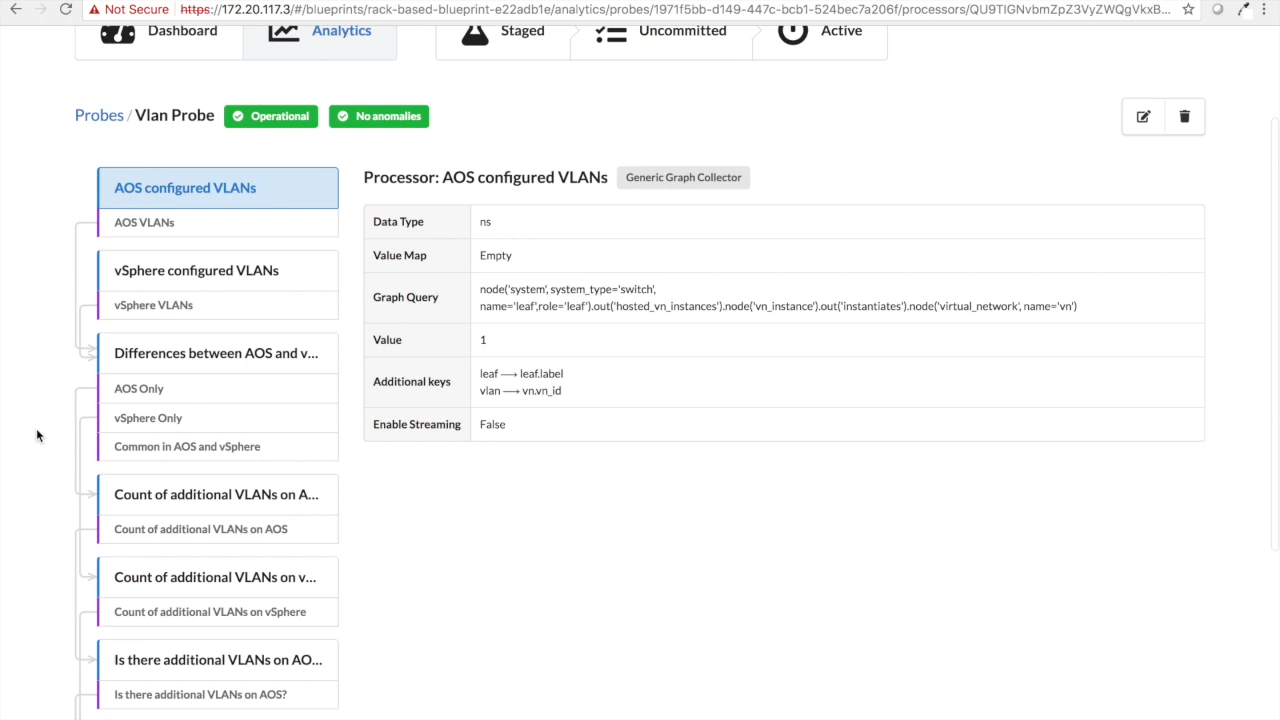 Not Secure https://172.20.117.3/#/blueprints/rack-based-blueprint-e22adb1e/analytics/probes/1971f5bb-d149-447c-bcb1-524bec7a206f/processors/QU9TIGNvbmZpZ3VyZWQgVkxB...
Dashboard Analytics Staged Uncommitted Active
Probes / Vlan Probe Operational No anomalies
AOS configured VLANs
AOS VLANs
vSphere configured VLANs
vSphere VLANs
Differences between AOS and v...
AOS Only
vSphere Only
Common in AOS and vSphere
Count of additional VLANs on A...
Count of additional VLANs on AOS
Count of additional VLANs on v...
Count of additional VLANs on vSphere
Is there additional VLANs on AO...
Is there additional VLANs on AOS?
Processor: AOS configured VLANs Generic Graph Collector
Data Type ns
Value Map Empty
Graph Query node('system', system_type='switch',
name='leaf',role='leaf').out('hosted_vn_instances').node('vn_instance').out('instantiates').node('virtual_network', name='vn')
Value 1
Additional keys leaf ⟶ leaf.label
vlan ⟶ vn.vn_id
Enable Streaming False